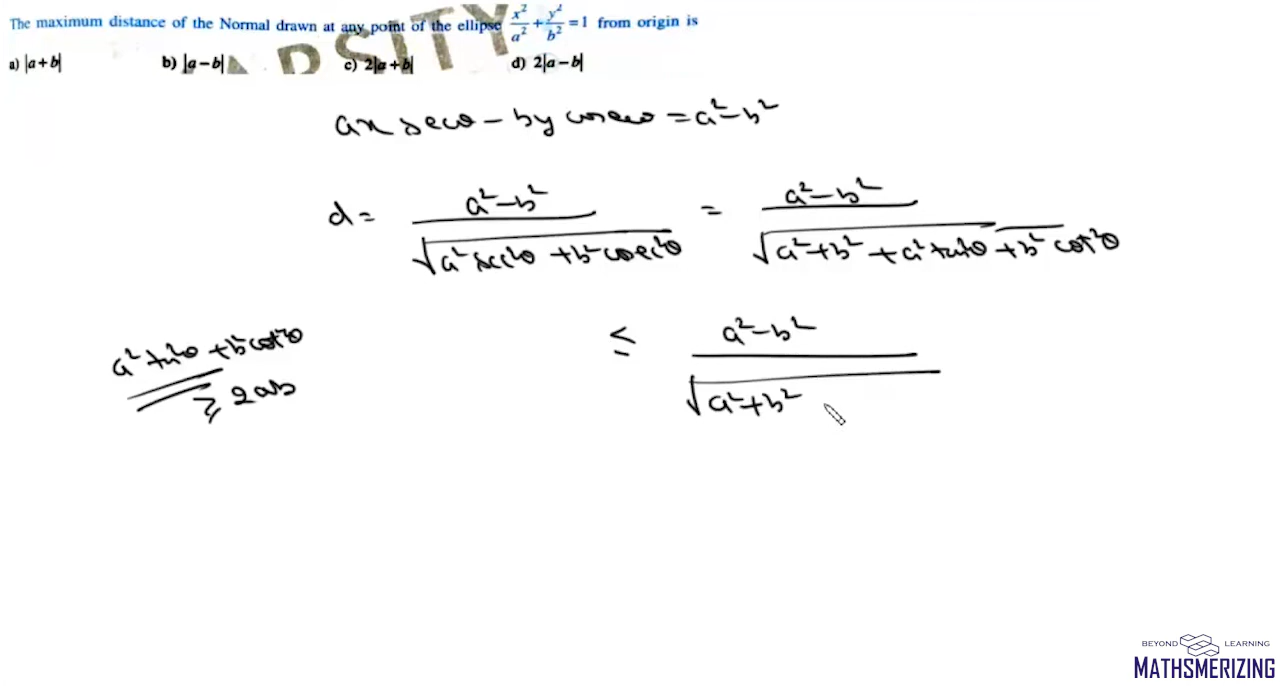 The maximum distance of the Normal drawn at any point of the ellipse x²/a² + y²/b² = 1 from origin is
a) |a + b| b) |a − b| c) 2|a + b| d) 2|a − b|
ax secθ − by cosecθ = a² − b²
d = (a² − b²)/√(a² sec²θ + b² cosec²θ) = (a² − b²)/√(a² + b² + a² tan²θ + b² cot²θ)
a² tan²θ + b² cot²θ ≥ 2ab
≤ (a² − b²)/√(a² + b²
BEYOND LEARNING
MATHSMERIZING